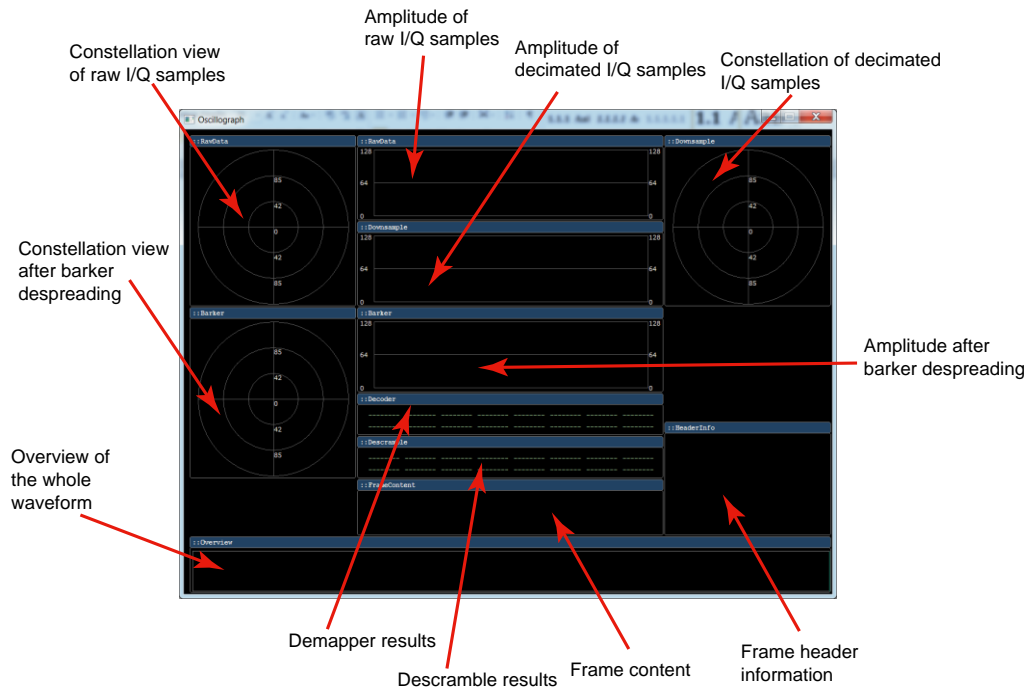 Amplitude of
raw I/Q samples
Constellation view
of raw I/Q samples
Amplitude of
decimated I/Q samples
Constellation of decimated
I/Q samples
Oscillograph
1.1
::RawData
85
42
0
42
85
::RawData
128
128
64
64
0
0
::Downsample
85
42
0
42
85
::Downsample
128
128
64
64
0
0
Constellation view
after barker
despreading
::Barker
85
42
0
42
85
::Barker
128
128
64
64
0
0
Amplitude after
barker despreading
::Decoder
::Descramble
::HeaderInfo
::FrameContent
Overview of
the whole
waveform
::Overview
Demapper results
Descramble results
Frame content
Frame header
information